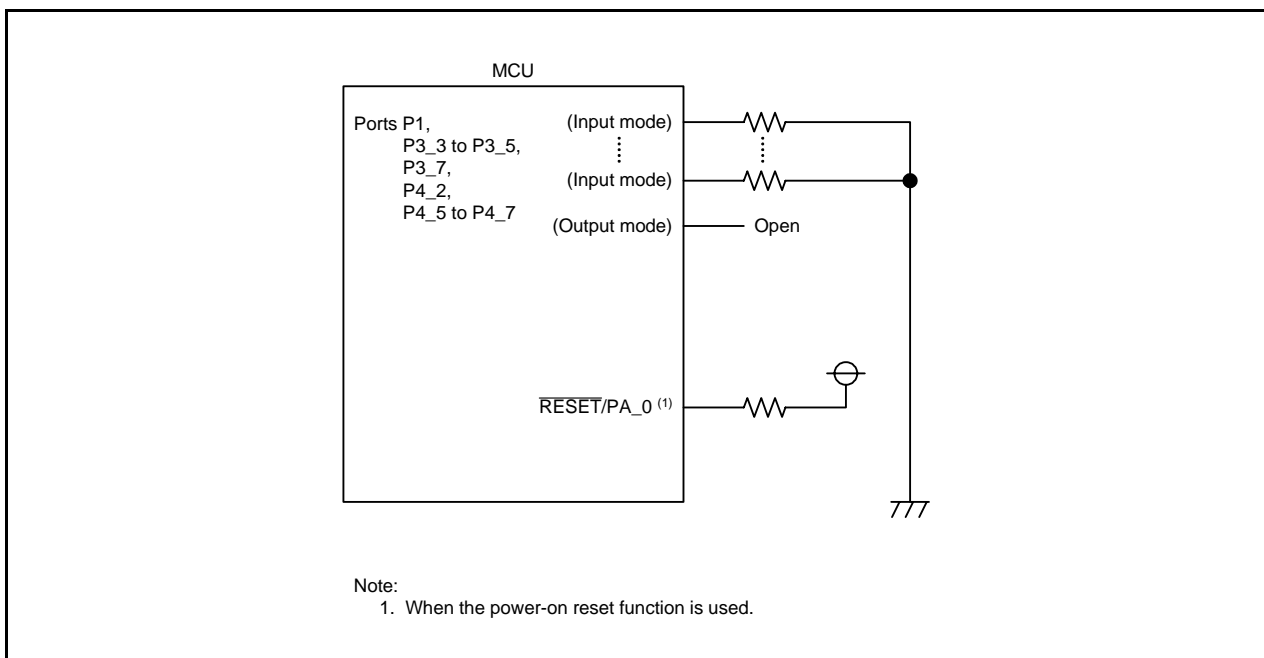 MCU
Ports P1,
P3_3 to P3_5,
P3_7,
P4_2,
P4_5 to P4_7
(Input mode)
(Input mode)
(Output mode)
Open
RESET/PA_0 (1)
Note:
1. When the power-on reset function is used.